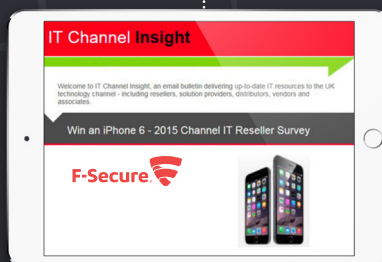 IT Channel Insight
Welcome to IT Channel Insight, an email bulletin delivering up-to-date IT resources to the UK
technology channel - including resellers, solution providers, distributors, vendors and
associates.
Win an iPhone 6 - 2015 Channel IT Reseller Survey
F-Secure.